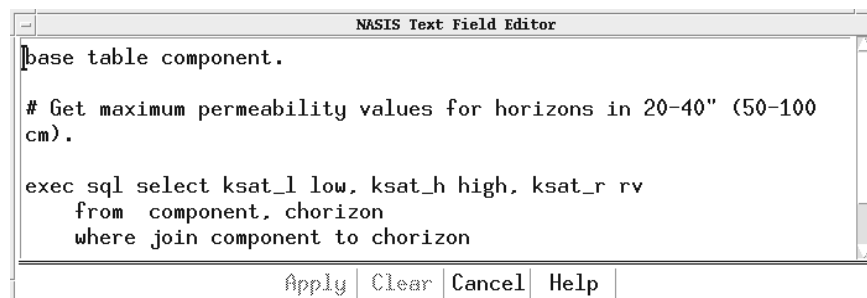 NASIS Text Field Editor
base table component.
# Get maximum permeability values for horizons in 20-40" (50-100
cm).
exec sql select ksat_l low, ksat_h high, ksat_r rv
from component, chorizon
where join component to chorizon
Apply Clear Cancel Help